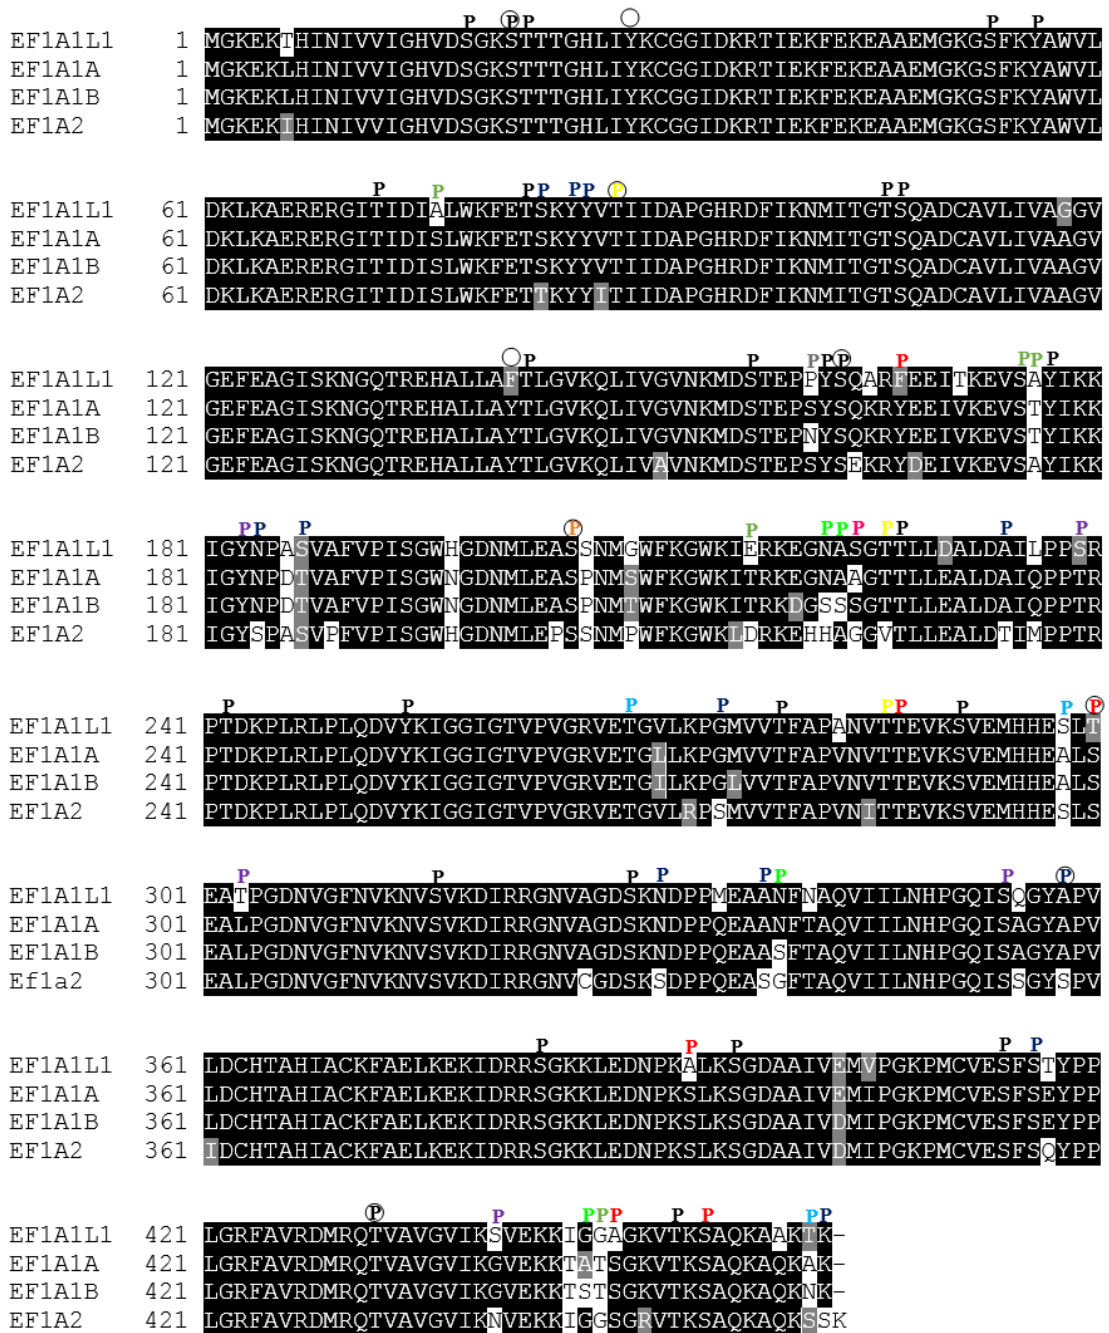 P P P P P
EF1A1L1 1 MGKEKTHINIVVIGHVDSGKSTTTGHLIYKCGGIDKRTIEKFEKEAAEMGKGSFKYAWVL
EF1A1A 1 MGKEKLHINIVVIGHVDSGKSTTTGHLIYKCGGIDKRTIEKFEKEAAEMGKGSFKYAWVL
EF1A1B 1 MGKEKLHINIVVIGHVDSGKSTTTGHLIYKCGGIDKRTIEKFEKEAAEMGKGSFKYAWVL
EF1A2 1 MGKEKIHINIVVIGHVDSGKSTTTGHLIYKCGGIDKRTIEKFEKEAAEMGKGSFKYAWVL
P P P P P P P P P
EF1A1L1 61 DKLKAERERGITIDIALWKFETSKYYVTIIDAPGHRDFIKNMITGTSQADCAVLIVAGGV
EF1A1A 61 DKLKAERERGITIDISLWKFETSKYYVTIIDAPGHRDFIKNMITGTSQADCAVLIVAAGV
EF1A1B 61 DKLKAERERGITIDISLWKFETSKYYVTIIDAPGHRDFIKNMITGTSQADCAVLIVAAGV
EF1A2 61 DKLKAERERGITIDISLWKFETTKYYITIIDAPGHRDFIKNMITGTSQADCAVLIVAAGV
P P P P P P P P P
EF1A1L1 121 GEFEAGISKNGQTREHALLAFTLGVKQLIVGVNKMDSTEPPYSQARFEEITKEVSAYIKK
EF1A1A 121 GEFEAGISKNGQTREHALLAYTLGVKQLIVGVNKMDSTEPSYSQKRYEEIVKEVSTYIKK
EF1A1B 121 GEFEAGISKNGQTREHALLAYTLGVKQLIVGVNKMDSTEPNYSQKRYEEIVKEVSTYIKK
EF1A2 121 GEFEAGISKNGQTREHALLAYTLGVKQLIVAVNKMDSTEPSYSEKRYDEIVKEVSAYIKK
P P P P P P P P P P P P
EF1A1L1 181 IGYNPASVAFVPISGWHGDNMLEASSNMGWFKGWKIERKEGNASGTTLLDALDAILPPSR
EF1A1A 181 IGYNPDTVAFVPISGWNGDNMLEASPNMSWFKGWKITRKEGNAAGTTLLEALDAIQPPTR
EF1A1B 181 IGYNPDTVAFVPISGWNGDNMLEASPNMTWFKGWKITRKDGSSSGTTLLEALDAIQPPTR
EF1A2 181 IGYSPASVPFVPISGWHGDNMLEPSSNMPWFKGWKLDRKEHHAGGVTLLEALDTIMPPTR
P P P P P P P P P P
EF1A1L1 241 PTDKPLRLPLQDVYKIGGIGTVPVGRVETGVLKPGMVVTFAPANVTTEVKSVEMHHESLT
EF1A1A 241 PTDKPLRLPLQDVYKIGGIGTVPVGRVETGILKPGMVVTFAPVNVTTEVKSVEMHHEALS
EF1A1B 241 PTDKPLRLPLQDVYKIGGIGTVPVGRVETGILKPGLVVTFAPVNVTTEVKSVEMHHEALS
EF1A2 241 PTDKPLRLPLQDVYKIGGIGTVPVGRVETGVLRPSMVVTFAPVNITTEVKSVEMHHESLS
P P P P P P P P
EF1A1L1 301 EATPGDNVGFNVKNVSVKDIRRGNVAGDSKNDPPMEAANFNAQVIILNHPGQISQGYAPV
EF1A1A 301 EALPGDNVGFNVKNVSVKDIRRGNVAGDSKNDPPQEAANFTAQVIILNHPGQISAGYAPV
EF1A1B 301 EALPGDNVGFNVKNVSVKDIRRGNVAGDSKNDPPQEAASFTAQVIILNHPGQISAGYAPV
Ef1a2 301 EALPGDNVGFNVKNVSVKDIRRGNVCGDSKSDPPQEASGFTAQVIILNHPGQISSGYSPV
P P P P P
EF1A1L1 361 LDCHTAHIACKFAELKEKIDRRSGKKLEDNPKALKSGDAAIVEMVPGKPMCVESFSTYPP
EF1A1A 361 LDCHTAHIACKFAELKEKIDRRSGKKLEDNPKSLKSGDAAIVEMIPGKPMCVESFSEYPP
EF1A1B 361 LDCHTAHIACKFAELKEKIDRRSGKKLEDNPKSLKSGDAAIVDMIPGKPMCVESFSEYPP
EF1A2 361 IDCHTAHIACKFAELKEKIDRRSGKKLEDNPKSLKSGDAAIVDMIPGKPMCVESFSQYPP
P P P P P P P P P
EF1A1L1 421 LGRFAVRDMRQTVAVGVIKSVEKKIGGAGKVTKSAQKAAKTK-
EF1A1A 421 LGRFAVRDMRQTVAVGVIKGVEKKTATSGKVTKSAQKAQKAK-
EF1A1B 421 LGRFAVRDMRQTVAVGVIKGVEKKTSTSGKVTKSAQKAQKNK-
EF1A2 421 LGRFAVRDMRQTVAVGVIKNVEKKIGGSGRVTKSAQKAQKSSK